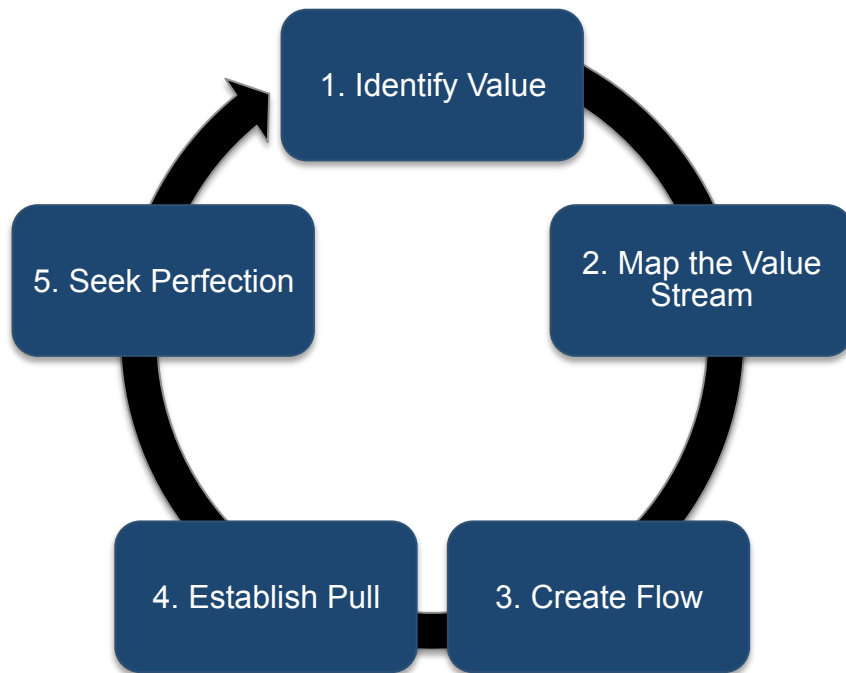 1. Identify Value
2. Map the Value
Stream
3. Create Flow
4. Establish Pull
5. Seek Perfection